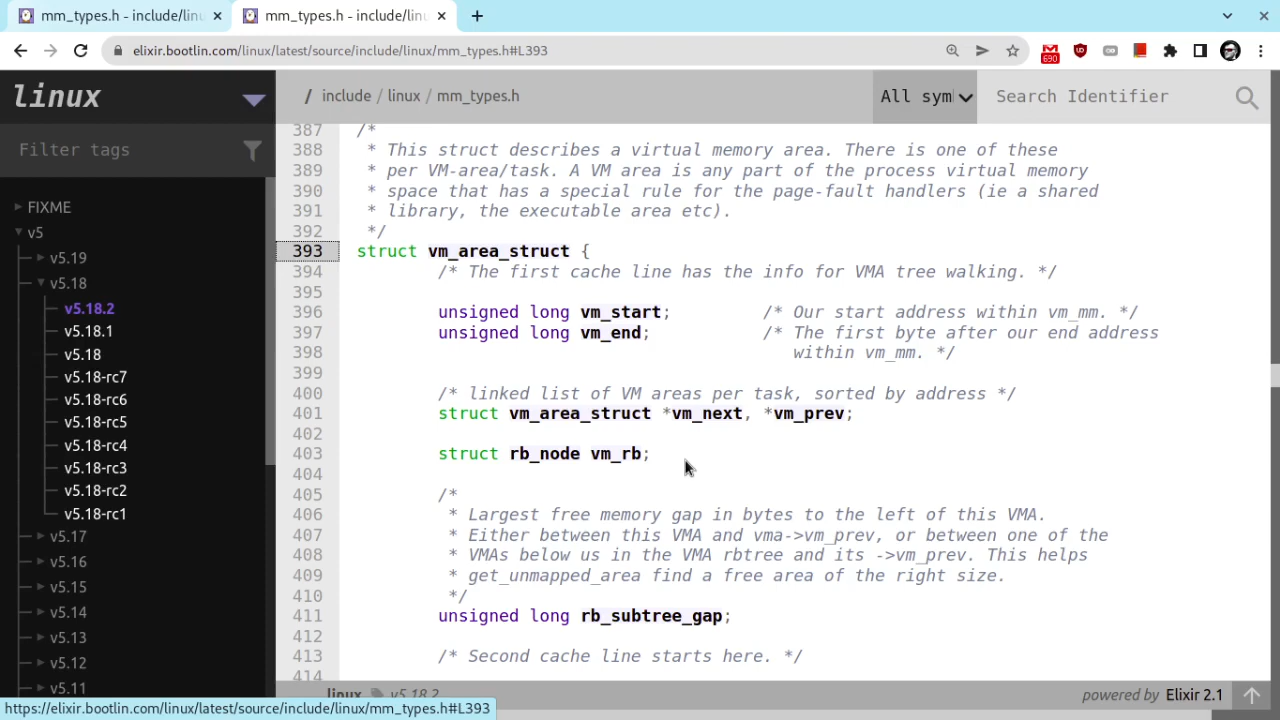 mm_types.h - include/linu
mm_types.h - include/linu
elixir.bootlin.com/linux/latest/source/include/linux/mm_types.h#L393
690
linux
/ include / linux / mm_types.h
All sym
Search Identifier
Filter tags
FIXME
v5
v5.19
v5.18
v5.18.2
v5.18.1
v5.18
v5.18-rc7
v5.18-rc6
v5.18-rc5
v5.18-rc4
v5.18-rc3
v5.18-rc2
v5.18-rc1
v5.17
v5.16
v5.15
v5.14
v5.13
v5.12
v5.11
387 /*
388 * This struct describes a virtual memory area. There is one of these
389 * per VM-area/task. A VM area is any part of the process virtual memory
390 * space that has a special rule for the page-fault handlers (ie a shared
391 * library, the executable area etc).
392 */
393 struct vm_area_struct {
394 /* The first cache line has the info for VMA tree walking. */
395
396 unsigned long vm_start; /* Our start address within vm_mm. */
397 unsigned long vm_end; /* The first byte after our end address
398 within vm_mm. */
399
400 /* linked list of VM areas per task, sorted by address */
401 struct vm_area_struct *vm_next, *vm_prev;
402
403 struct rb_node vm_rb;
404
405 /*
406 * Largest free memory gap in bytes to the left of this VMA.
407 * Either between this VMA and vma->vm_prev, or between one of the
408 * VMAs below us in the VMA rbtree and its ->vm_prev. This helps
409 * get_unmapped_area find a free area of the right size.
410 */
411 unsigned long rb_subtree_gap;
412
413 /* Second cache line starts here. */
414
linux v5.18.2
powered by Elixir 2.1
https://elixir.bootlin.com/linux/latest/source/include/linux/mm_types.h#L393